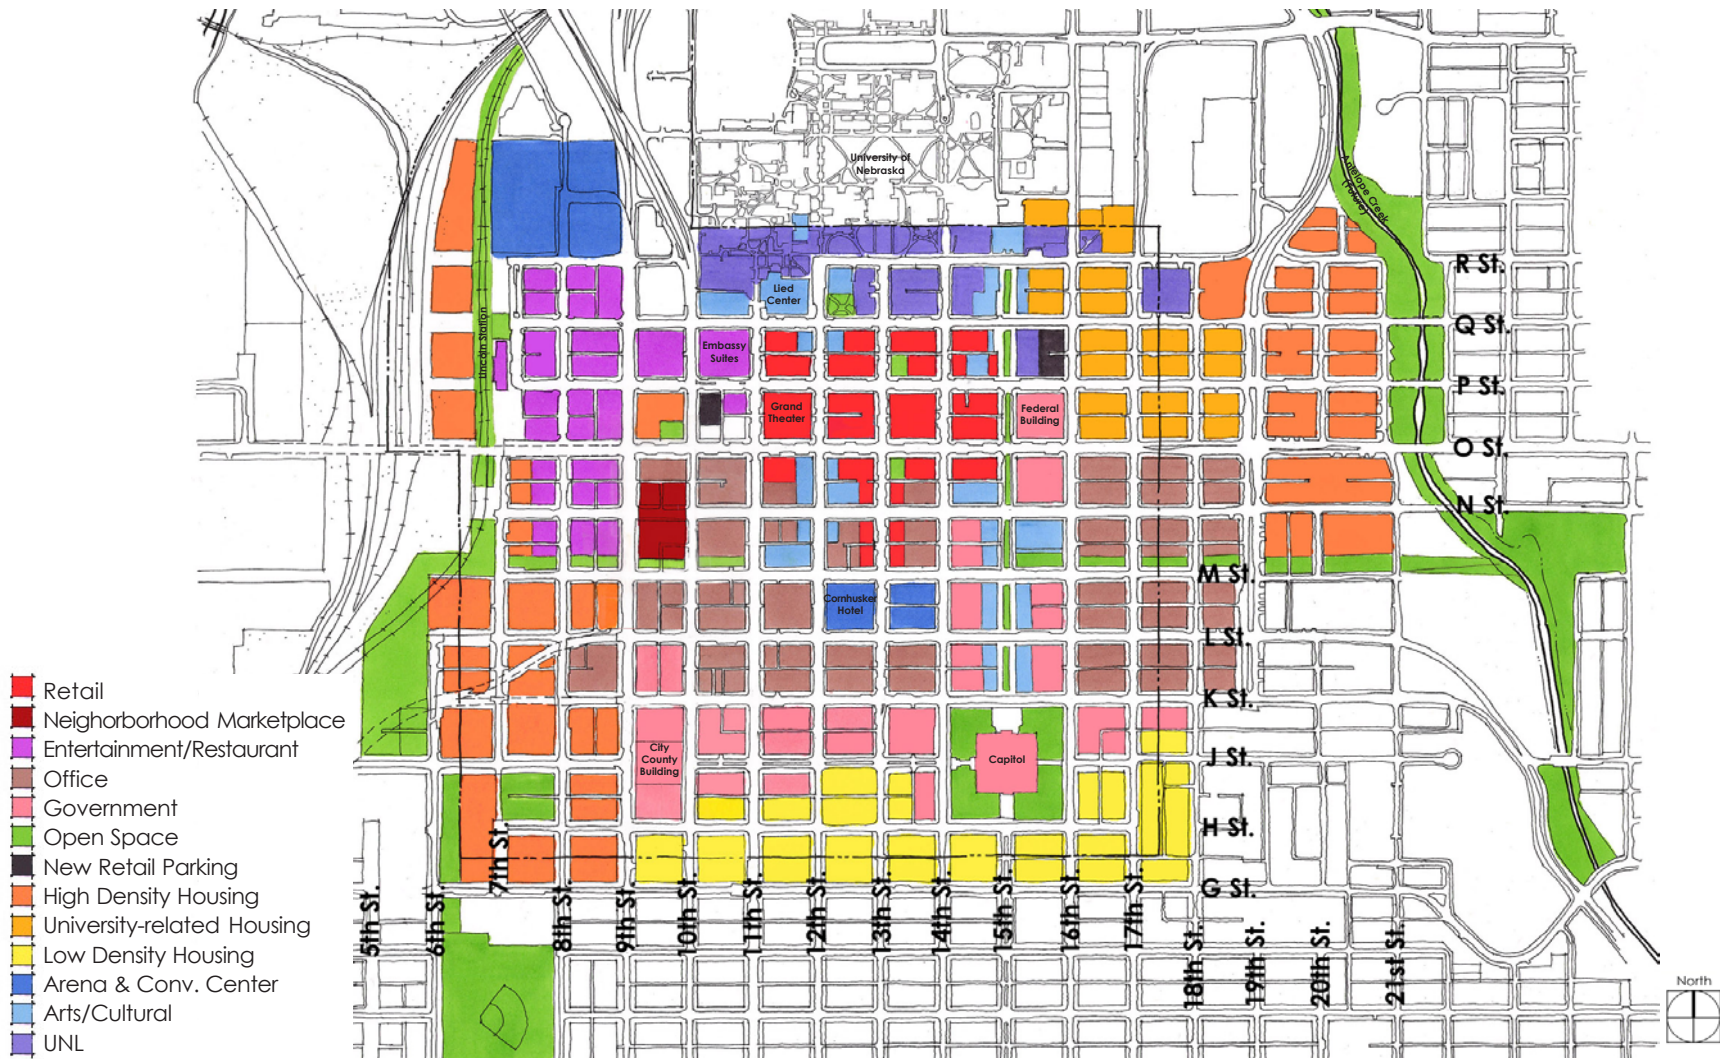 University of
Nebraska
Antelope Creek
(Future)
Lied
Center
Lincoln Station
Embassy
Suites
Grand
Theater
Federal
Building
Cornhusker
Hotel
City
County
Building
Capitol
R St.
Q St.
P St.
O St.
N St.
M St.
L St.
K St.
J St.
H St.
G St.
5th St.
6th St.
7th St.
8th St.
9th St.
10th St.
11th St.
12th St.
13th St.
14th St.
15th St.
16th St.
17th St.
18th St.
19th St.
20th St.
21st St.
Retail
Neighorborhood Marketplace
Entertainment/Restaurant
Office
Government
Open Space
New Retail Parking
High Density Housing
University-related Housing
Low Density Housing
Arena & Conv. Center
Arts/Cultural
UNL
North